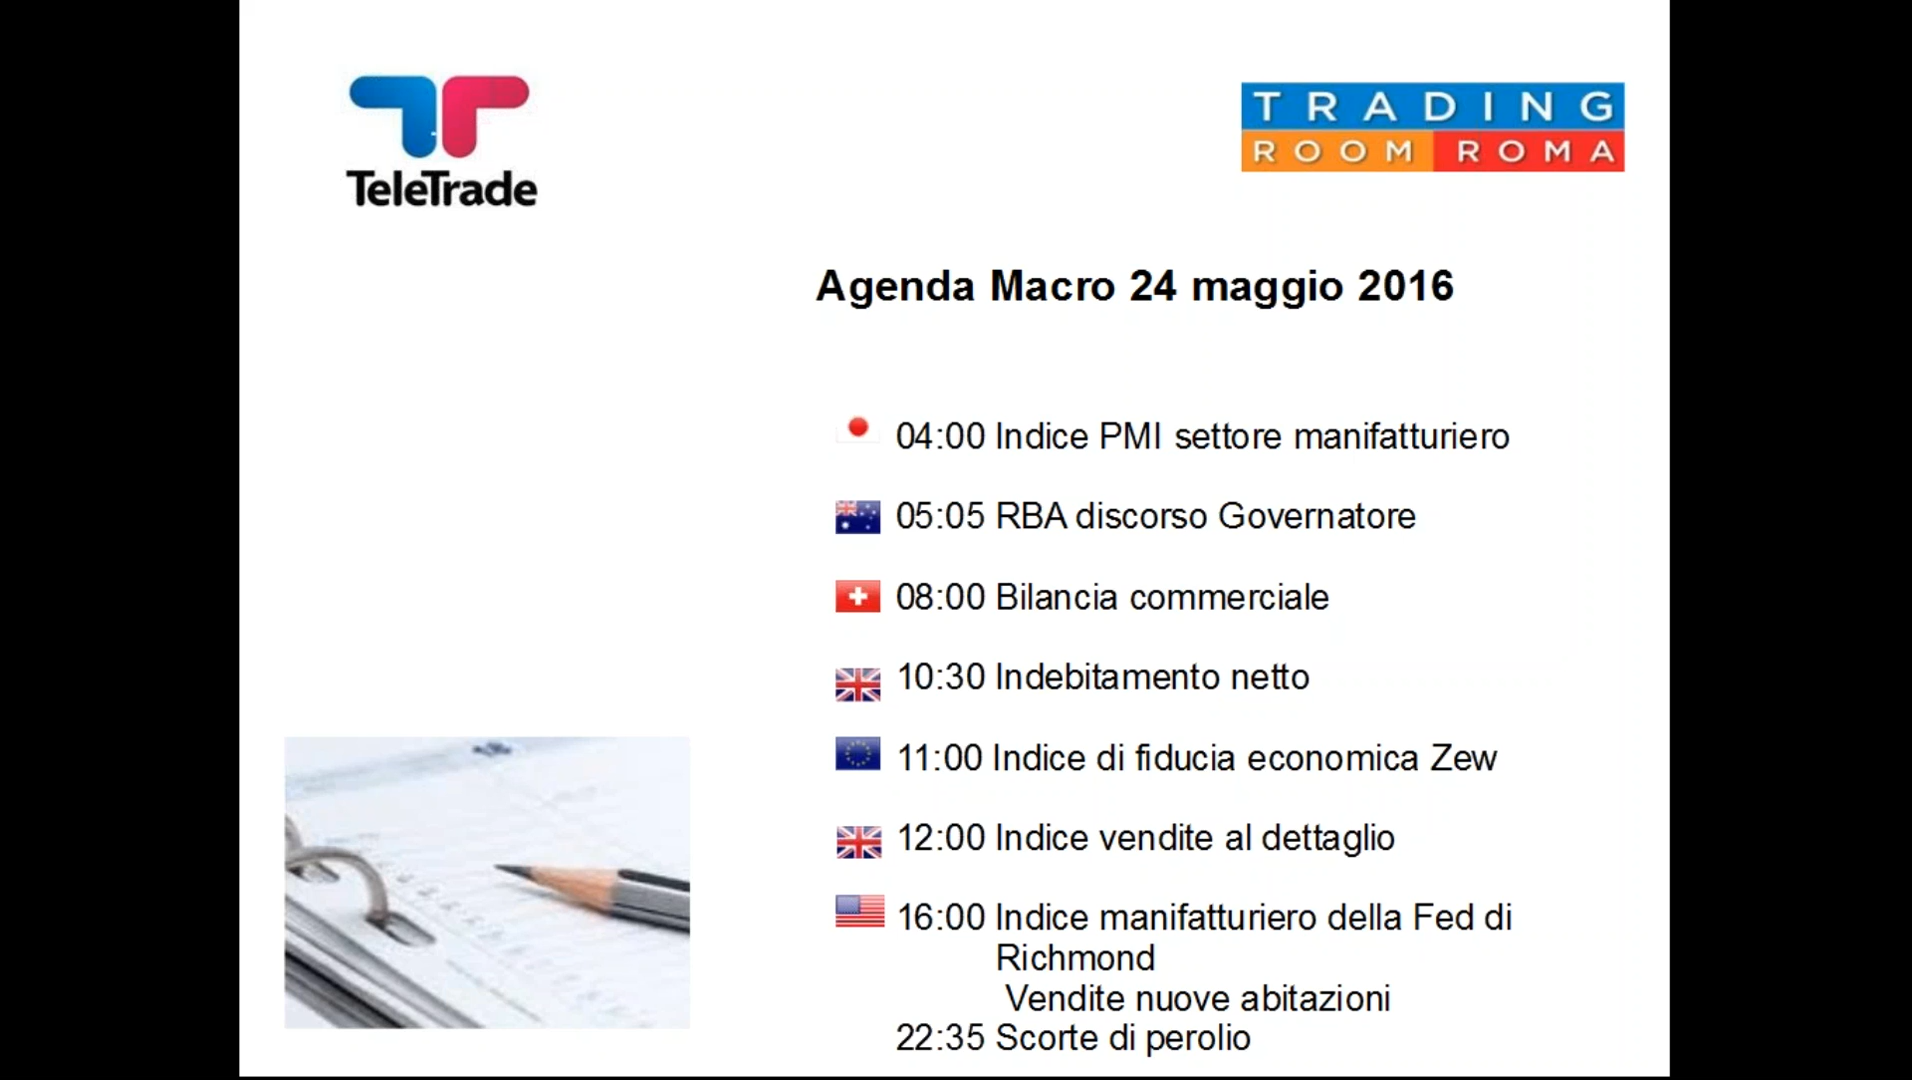 TeleTrade
TRADING
ROOM ROMA
Agenda Macro 24 maggio 2016
04:00 Indice PMI settore manifatturiero
05:05 RBA discorso Governatore
08:00 Bilancia commerciale
10:30 Indebitamento netto
11:00 Indice di fiducia economica Zew
12:00 Indice vendite al dettaglio
16:00 Indice manifatturiero della Fed di
Richmond
Vendite nuove abitazioni
22:35 Scorte di perolio